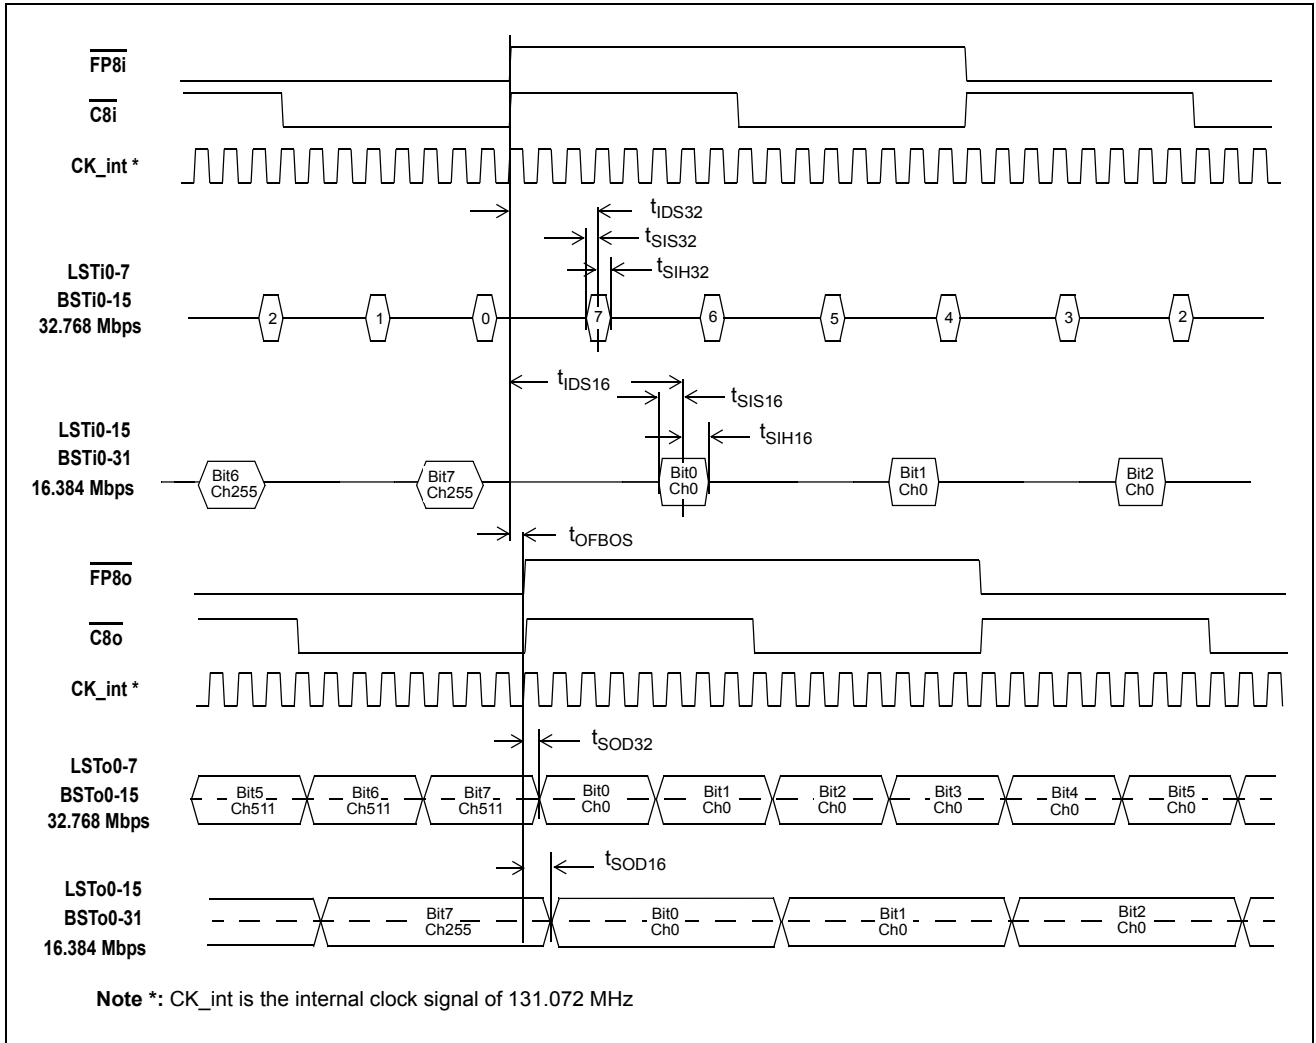 FP8i
C8i
CK_int *
tIDS32
tSIS32
tSIH32
LSTi0-7
BSTi0-15
32.768 Mbps
2 1 0 7 6 5 4 3 2
tIDS16
tSIS16
tSIH16
LSTi0-15
BSTi0-31
16.384 Mbps
Bit6 Bit7 Bit0 Bit1 Bit2
Ch255 Ch255 Ch0 Ch0 Ch0
tOFBOS
FP8o
C8o
CK_int *
tSOD32
LSTo0-7
BSTo0-15
32.768 Mbps
Bit5 Bit6 Bit7 Bit0 Bit1 Bit2 Bit3 Bit4 Bit5
Ch511 Ch511 Ch511 Ch0 Ch0 Ch0 Ch0 Ch0 Ch0
tSOD16
LSTo0-15
BSTo0-31
16.384 Mbps
Bit7 Bit0 Bit1 Bit2
Ch255 Ch0 Ch0 Ch0
Note *: CK_int is the internal clock signal of 131.072 MHz